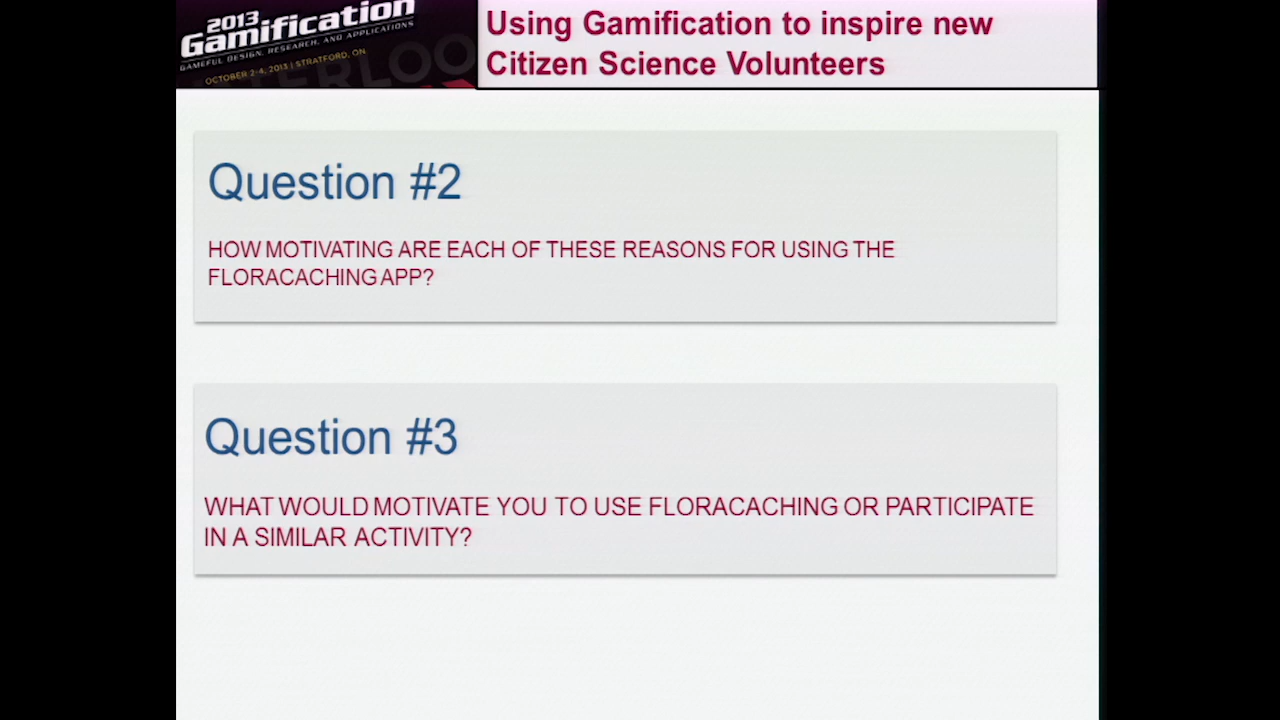 2013
Gamification
GAMEFUL DESIGN, RESEARCH, AND APPLICATIONS
OCTOBER 2-4, 2013 | STRATFORD, ON
Using Gamification to inspire new
Citizen Science Volunteers
Question #2
HOW MOTIVATING ARE EACH OF THESE REASONS FOR USING THE
FLORACACHING APP?
Question #3
WHAT WOULD MOTIVATE YOU TO USE FLORACACHING OR PARTICIPATE
IN A SIMILAR ACTIVITY?